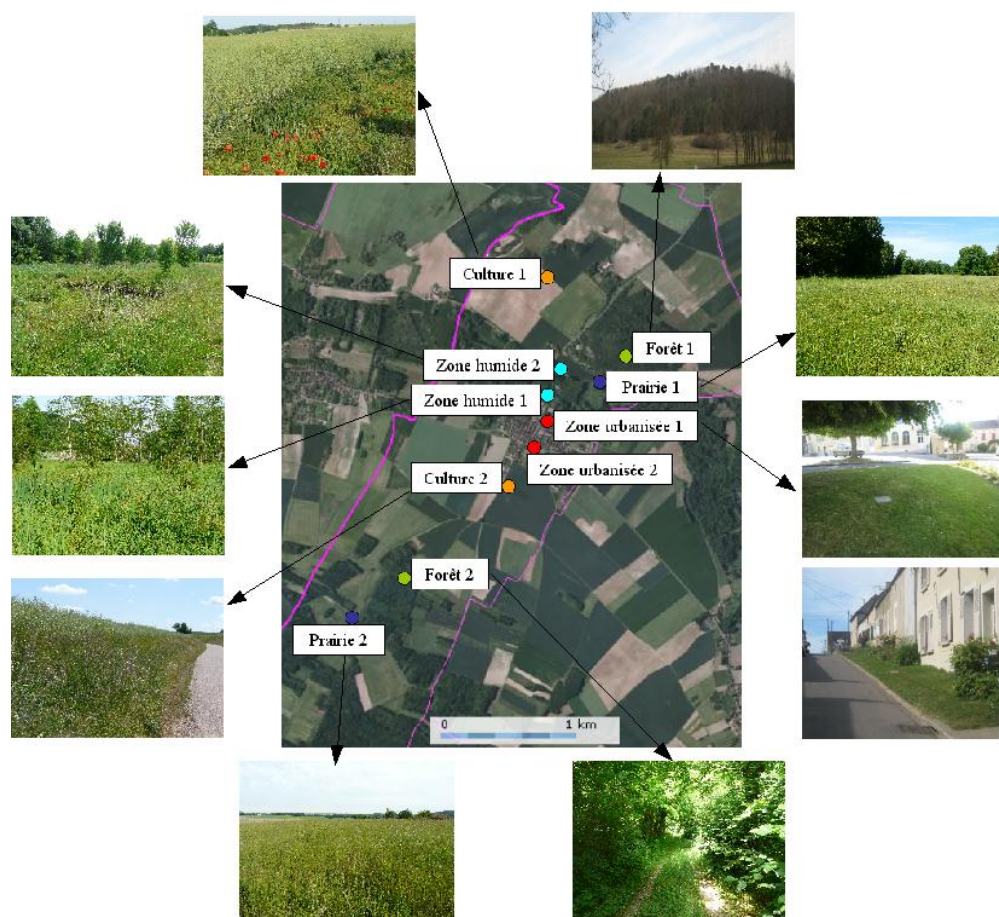 Culture 1
Forêt 1
Zone humide 2
Prairie 1
Zone humide 1
Zone urbanisée 1
Zone urbanisée 2
Culture 2
Forêt 2
Prairie 2
0 1 km